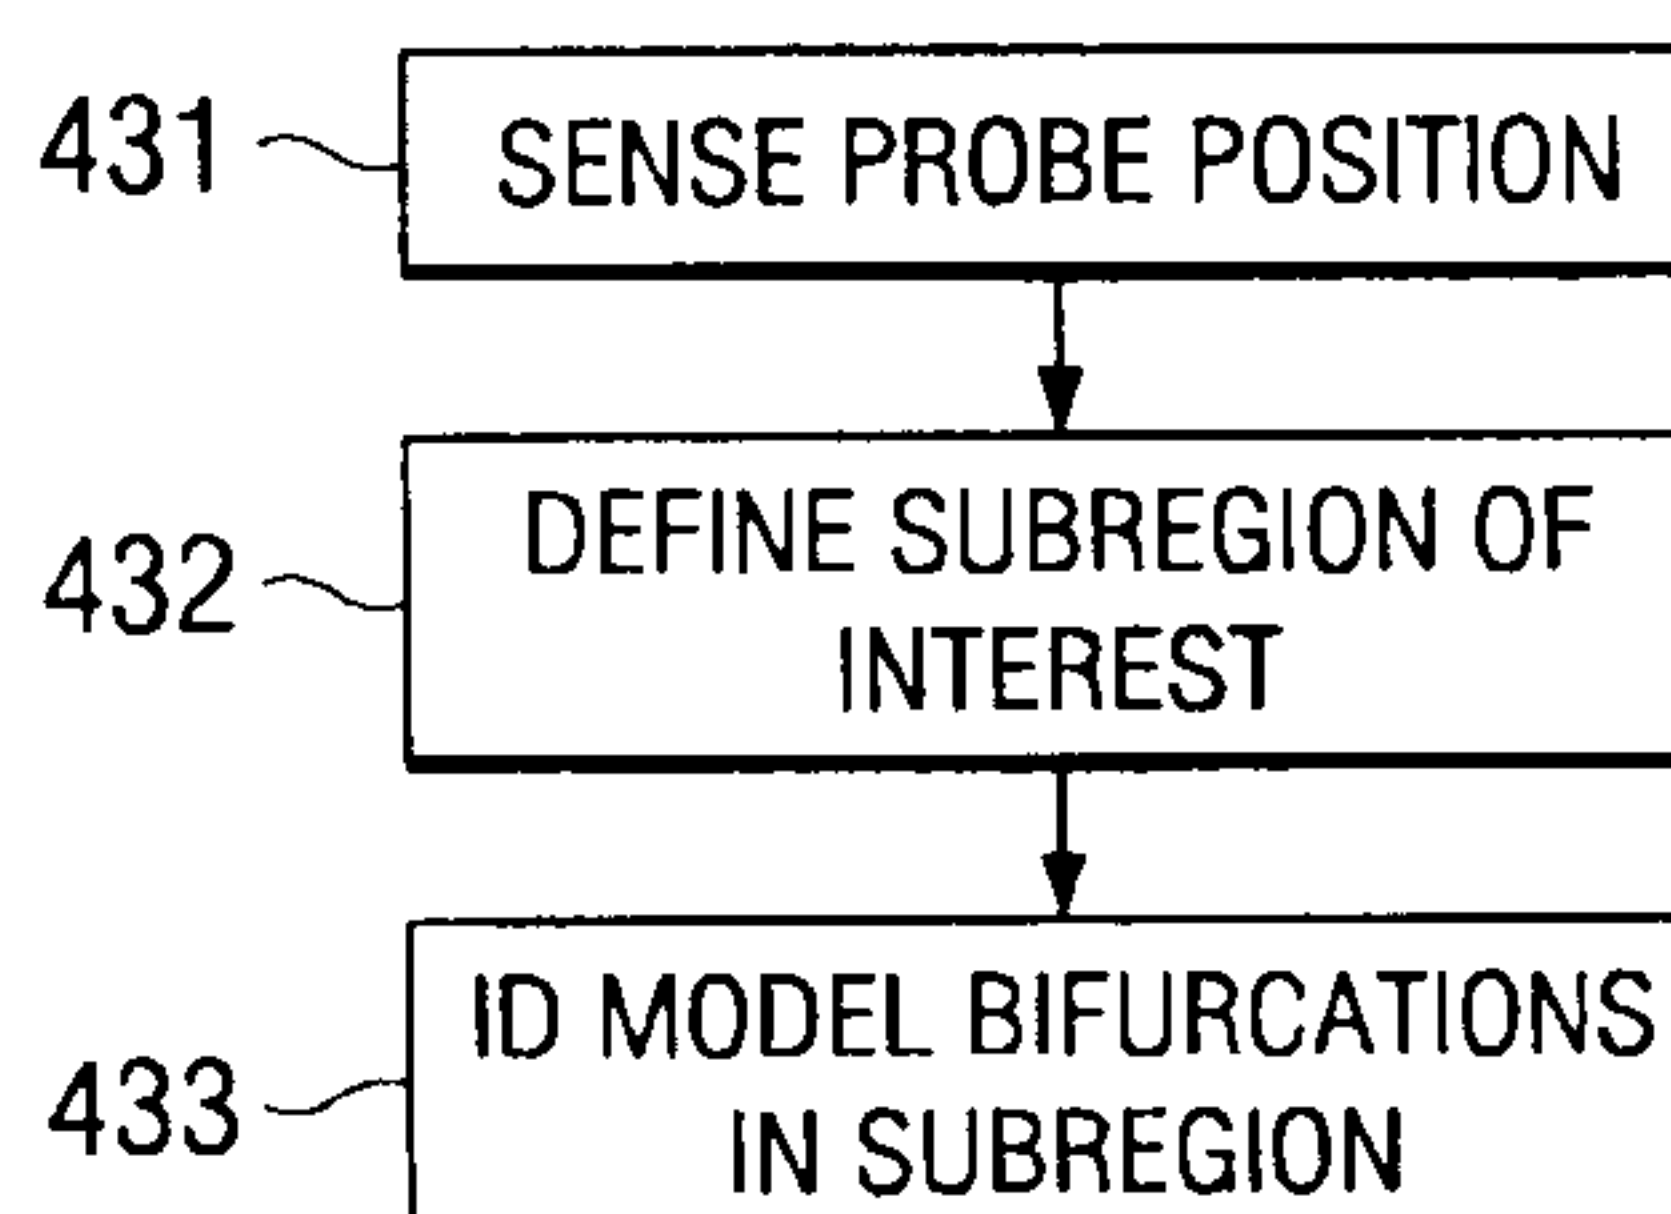 431
SENSE PROBE POSITION
432
DEFINE SUBREGION OF
INTEREST
433
ID MODEL BIFURCATIONS
IN SUBREGION